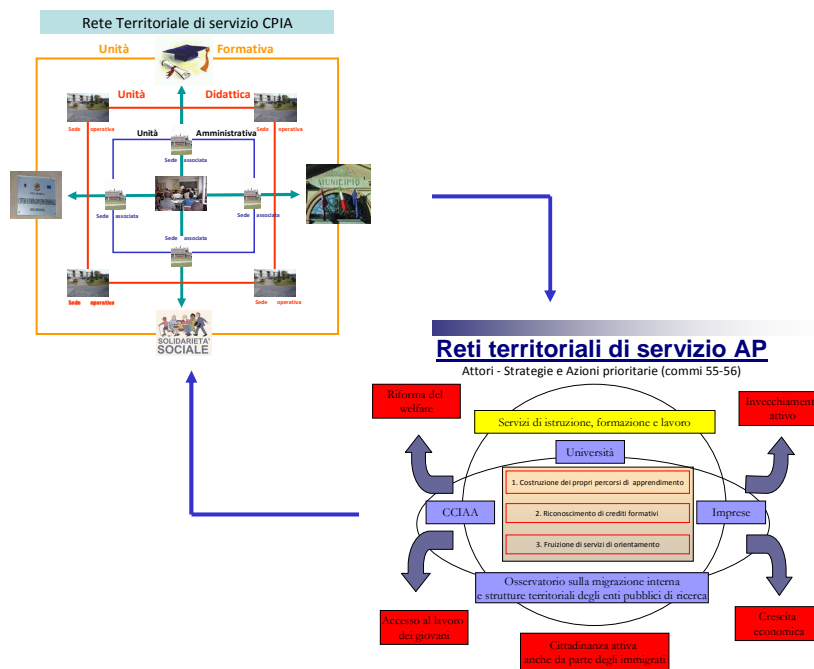 Rete Territoriale di servizio CPIA
Unità Formativa
Unità Didattica
Sede operativa
Sede operativa
Unità Amministrativa
Sede associata
MUNICIPIO
Sede associata
Sede associata
Sede associata
Sede operativa
Sede operativa
SOLIDARIETA'
SOCIALE
Reti territoriali di servizio AP
Attori - Strategie e Azioni prioritarie (commi 55-56)
Riforma del
welfare
Invecchiament
attivo
Servizi di istruzione, formazione e lavoro
Università
1. Costruzione dei propri percorsi di apprendimento
CCIAA
2. Riconoscimento di crediti formativi
Imprese
3. Fruizione di servizi di orientamento
Osservatorio sulla migrazione interna
e strutture territoriali degli enti pubblici di ricerca
Accesso al lavoro
dei giovani
Crescita
economica
Cittadinanza attiva
anche da parte degli immigrati